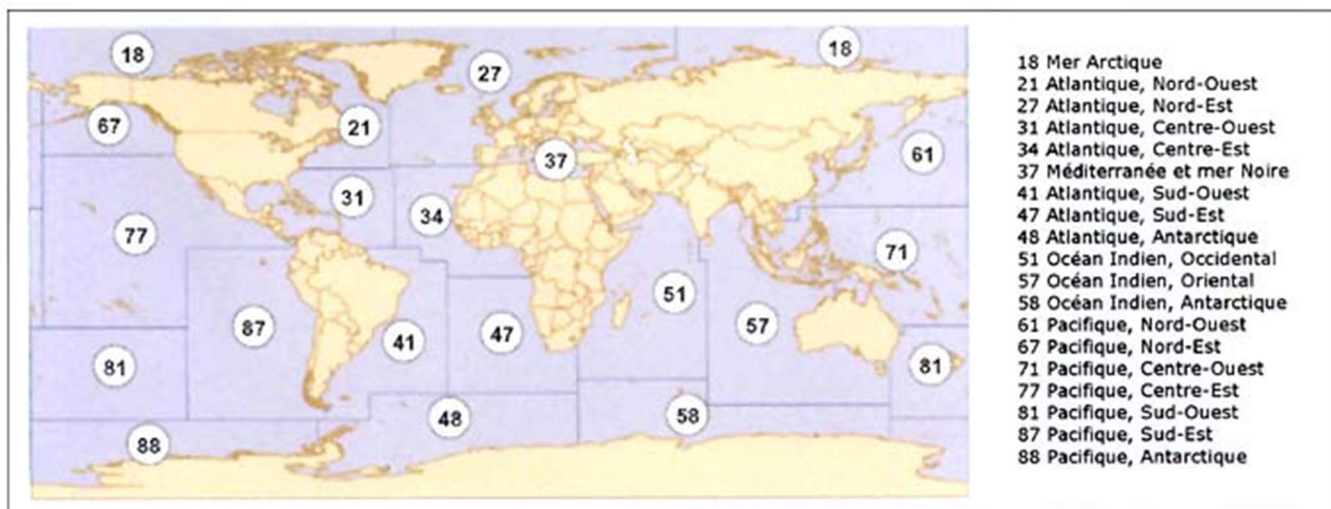 18
18
27
67
21
61
37
31
34
77
71
51
87
57
47
41
81
81
48
58
88
18 Mer Arctique
21 Atlantique, Nord-Ouest
27 Atlantique, Nord-Est
31 Atlantique, Centre-Ouest
34 Atlantique, Centre-Est
37 Méditerranée et mer Noire
41 Atlantique, Sud-Ouest
47 Atlantique, Sud-Est
48 Atlantique, Antarctique
51 Océan Indien, Occidental
57 Océan Indien, Oriental
58 Océan Indien, Antarctique
61 Pacifique, Nord-Ouest
67 Pacifique, Nord-Est
71 Pacifique, Centre-Ouest
77 Pacifique, Centre-Est
81 Pacifique, Sud-Ouest
87 Pacifique, Sud-Est
88 Pacifique, Antarctique